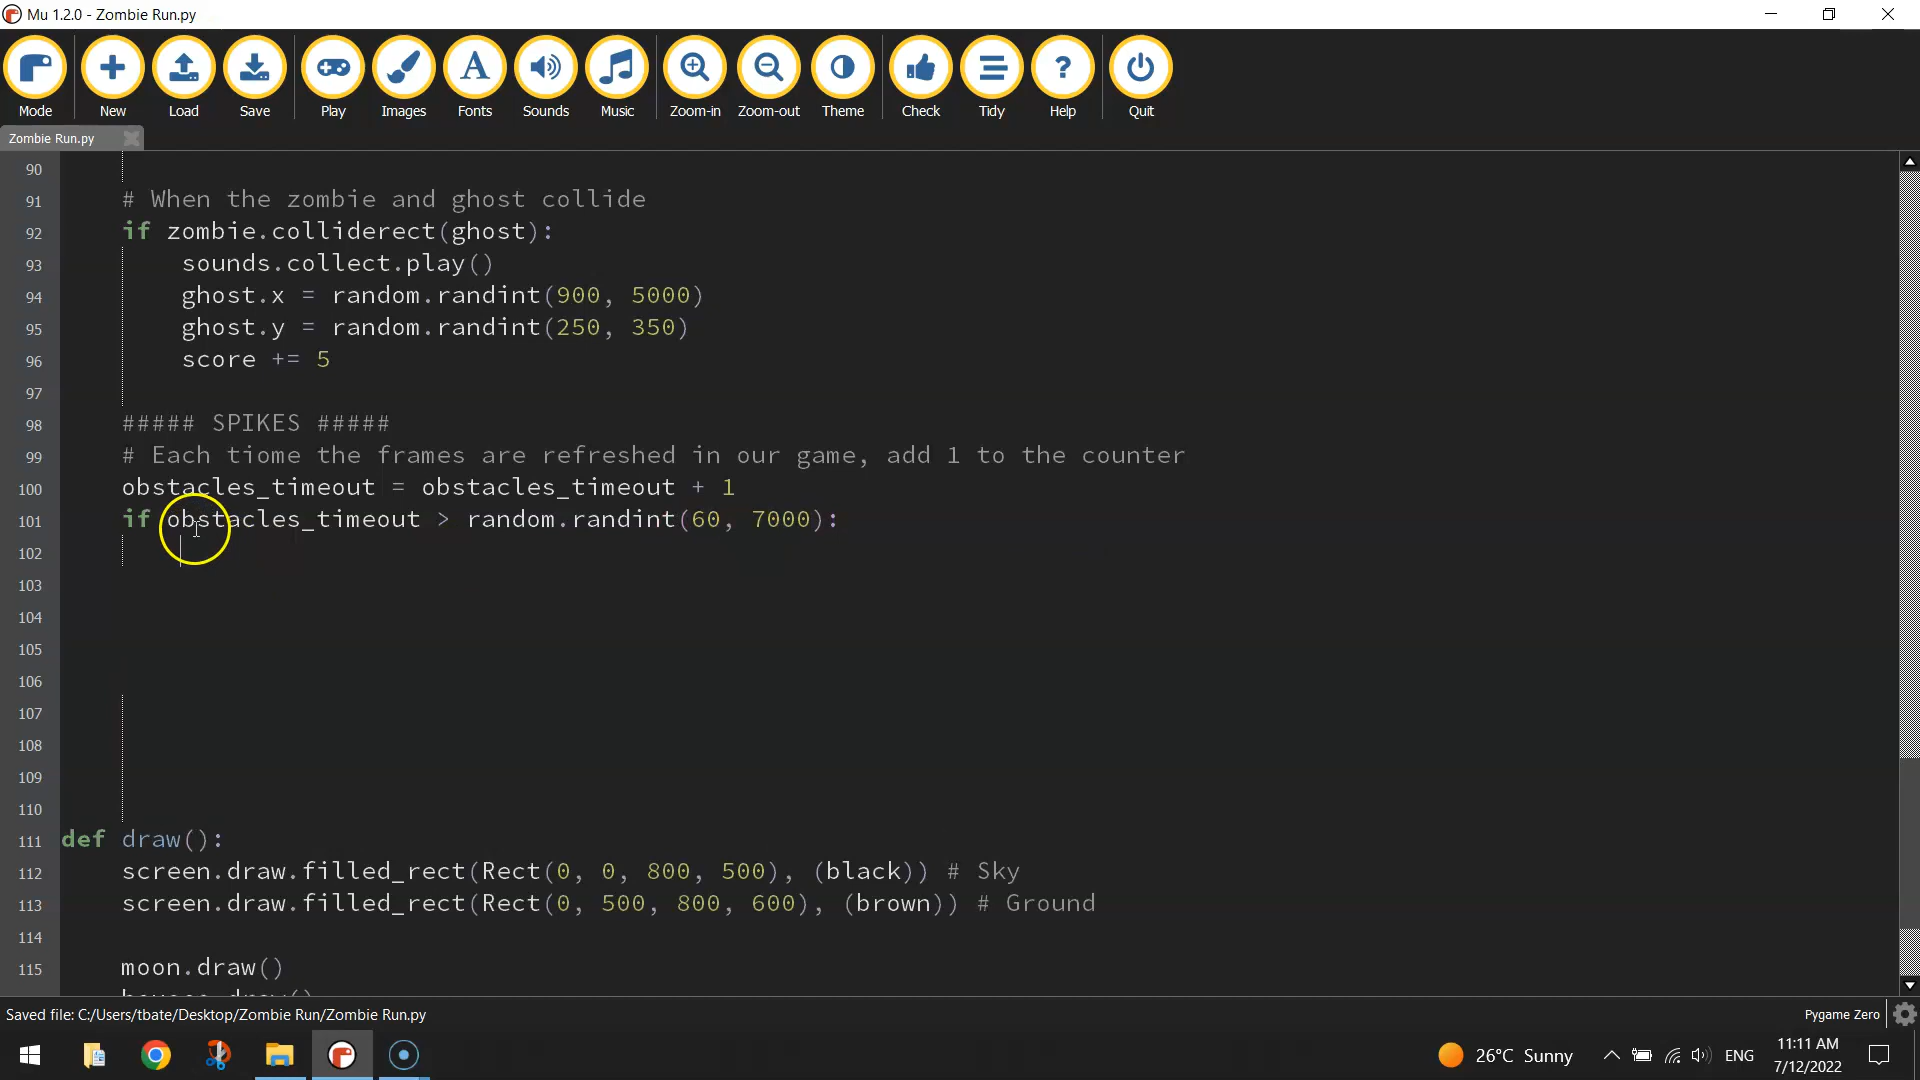 Mu 1.2.0 - Zombie Run.py
Mode New Load Save Play Images Fonts Sounds Music Zoom-in Zoom-out Theme Check Tidy Help Quit
Zombie Run.py
90
91 # When the zombie and ghost collide
92 if zombie.colliderect(ghost):
93 sounds.collect.play()
94 ghost.x = random.randint(900, 5000)
95 ghost.y = random.randint(250, 350)
96 score += 5
97
98 ##### SPIKES #####
99 # Each tiome the frames are refreshed in our game, add 1 to the counter
100 obstacles_timeout = obstacles_timeout + 1
101 if obstacles_timeout > random.randint(60, 7000):
102
103
104
105
106
107
108
109
110
111 def draw():
112 screen.draw.filled_rect(Rect(0, 0, 800, 500), (black)) # Sky
113 screen.draw.filled_rect(Rect(0, 500, 800, 600), (brown)) # Ground
114
115 moon.draw()
Saved file: C:/Users/tbate/Desktop/Zombie Run/Zombie Run.py
Pygame Zero
26°C Sunny
ENG
11:11 AM
7/12/2022